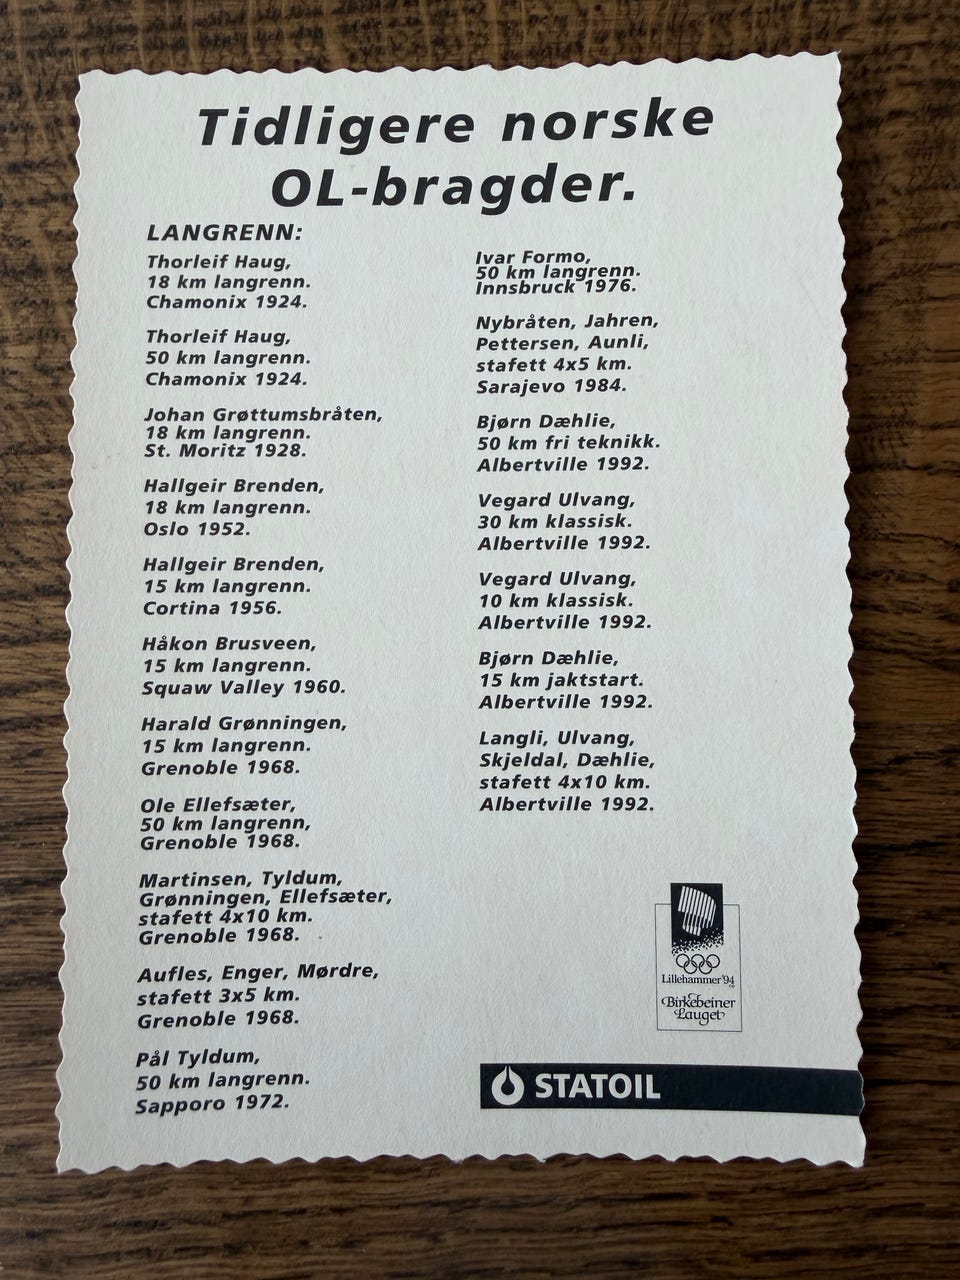 Tidligere norske
OL-bragder.
LANGRENN:
Thorleif Haug,
18 km langrenn.
Chamonix 1924.
Thorleif Haug,
50 km langrenn.
Chamonix 1924.
Johan Grøttumsbråten,
18 km langrenn.
St. Moritz 1928.
Hallgeir Brenden,
18 km langrenn.
Oslo 1952.
Hallgeir Brenden,
15 km langrenn.
Cortina 1956.
Håkon Brusveen,
15 km langrenn.
Squaw Valley 1960.
Harald Grønningen,
15 km langrenn.
Grenoble 1968.
Ole Ellefsæter,
50 km langrenn,
Grenoble 1968.
Martinsen, Tyldum,
Grønningen, Ellefsæter,
stafett 4x10 km.
Grenoble 1968.
Aufles, Enger, Mørdre,
stafett 3x5 km.
Grenoble 1968.
Pål Tyldum,
50 km langrenn.
Sapporo 1972.
Ivar Formo,
50 km langrenn.
Innsbruck 1976.
Nybråten, Jahren,
Pettersen, Aunli,
stafett 4x5 km.
Sarajevo 1984.
Bjørn Dæhlie,
50 km fri teknikk.
Albertville 1992.
Vegard Ulvang,
30 km klassisk.
Albertville 1992.
Vegard Ulvang,
10 km klassisk.
Albertville 1992.
Bjørn Dæhlie,
15 km jaktstart.
Albertville 1992.
Langli, Ulvang,
Skjeldal, Dæhlie,
stafett 4x10 km.
Albertville 1992.
Lillehammer '94
Birkebeiner
Lauget
STATOIL